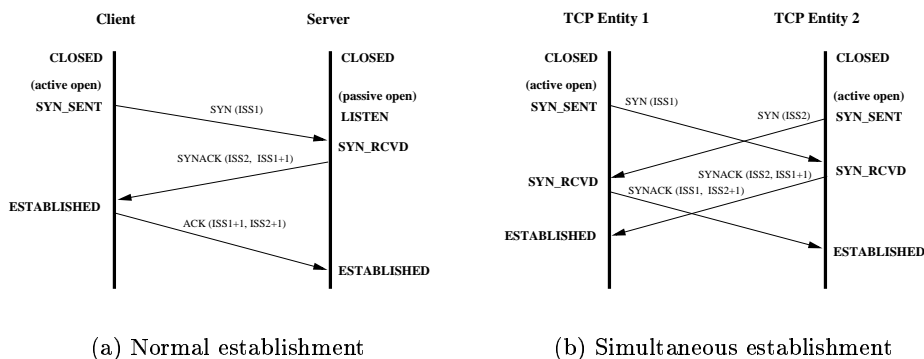 Client Server
CLOSED CLOSED
(active open)
SYN_SENT
SYN (ISS1)
(passive open)
LISTEN
SYN_RCVD
SYNACK (ISS2, ISS1+1)
ESTABLISHED
ACK (ISS1+1, ISS2+1)
ESTABLISHED
(a) Normal establishment
TCP Entity 1 TCP Entity 2
CLOSED CLOSED
(active open)
SYN_SENT
SYN (ISS1)
(active open)
SYN (ISS2)
SYN_SENT
SYN_RCVD
SYNACK (ISS2, ISS1+1)
SYN_RCVD
SYNACK (ISS1, ISS2+1)
ESTABLISHED
ESTABLISHED
(b) Simultaneous establishment